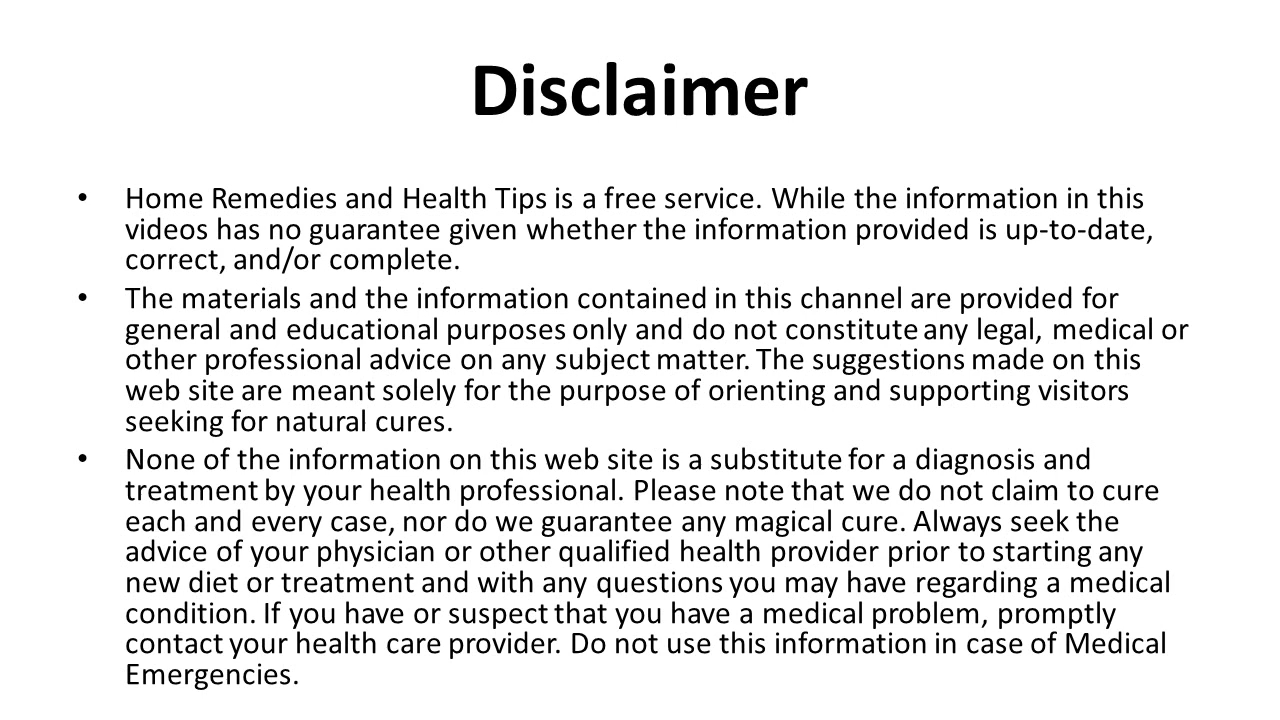 Disclaimer
• Home Remedies and Health Tips is a free service. While the information in this
videos has no guarantee given whether the information provided is up-to-date,
correct, and/or complete.
• The materials and the information contained in this channel are provided for
general and educational purposes only and do not constitute any legal, medical or
other professional advice on any subject matter. The suggestions made on this
web site are meant solely for the purpose of orienting and supporting visitors
seeking for natural cures.
• None of the information on this web site is a substitute for a diagnosis and
treatment by your health professional. Please note that we do not claim to cure
each and every case, nor do we guarantee any magical cure. Always seek the
advice of your physician or other qualified health provider prior to starting any
new diet or treatment and with any questions you may have regarding a medical
condition. If you have or suspect that you have a medical problem, promptly
contact your health care provider. Do not use this information in case of Medical
Emergencies.